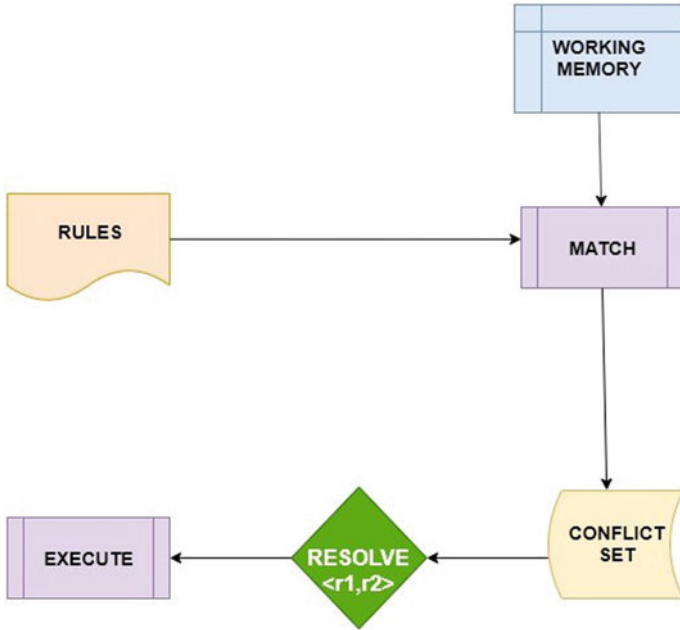 WORKING
MEMORY
RULES
MATCH
CONFLICT
SET
EXECUTE
RESOLVE
<r1,r2>